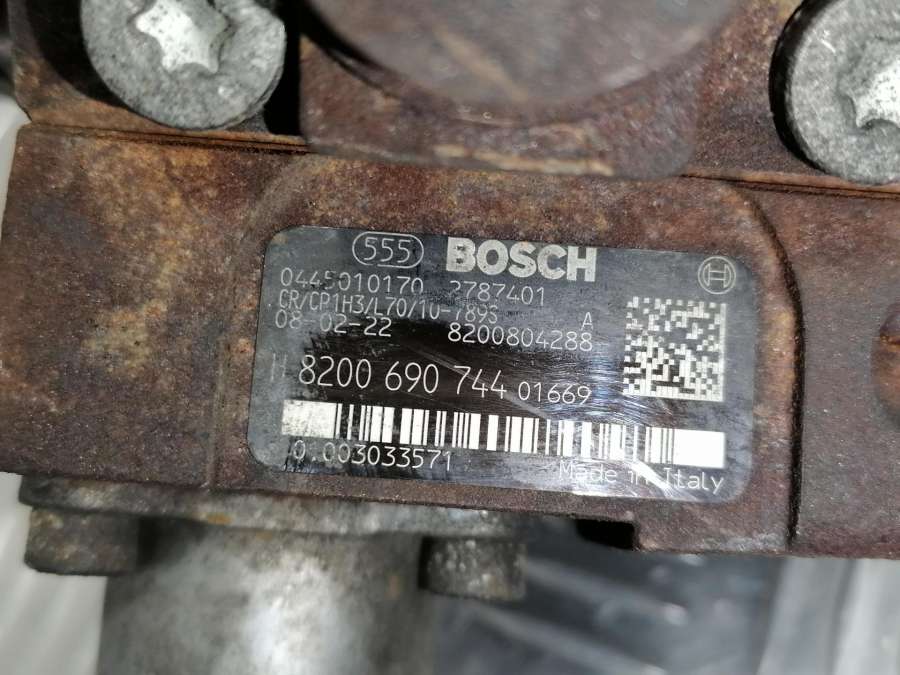 555 BOSCH
0445010170 2787401
CR/CP1H3/L70/10-789S
08-02-22 A 8200804288
H 8200 690 744 01669
0.003033571
Made in Italy